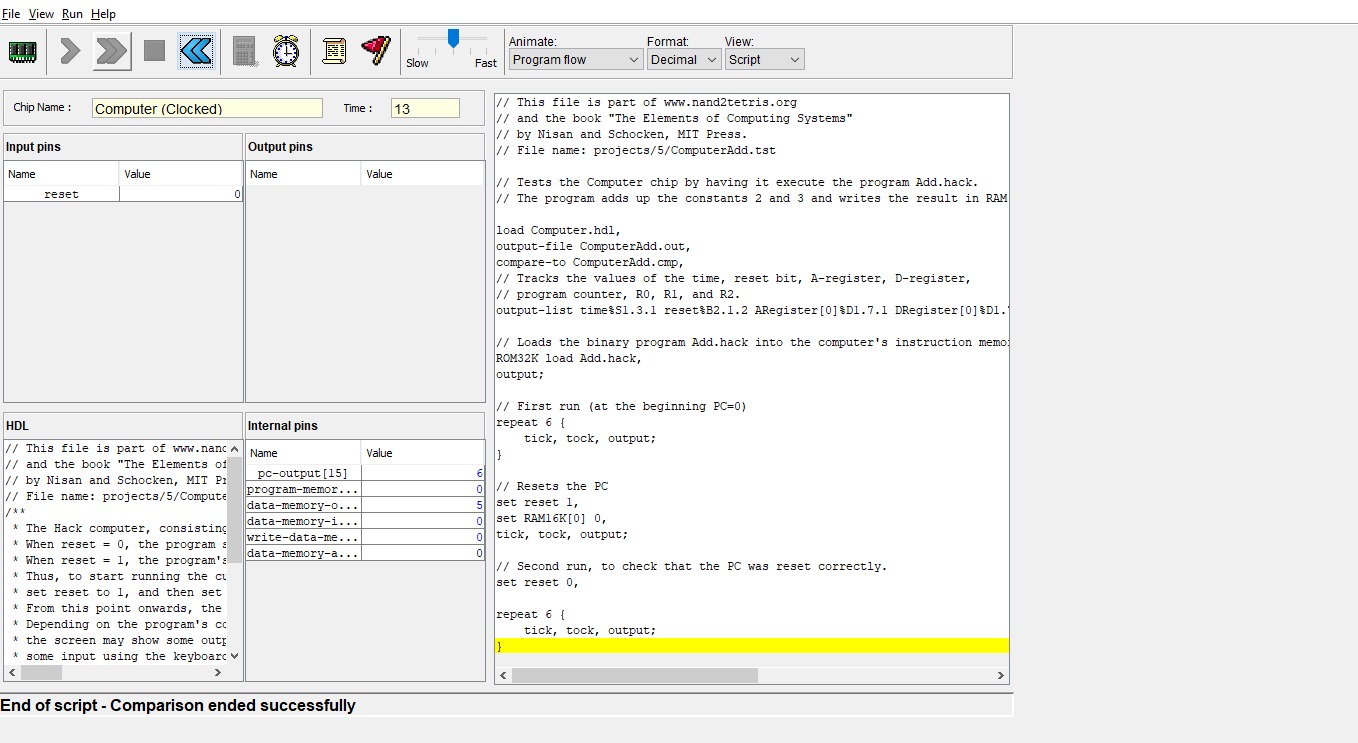 File View Run Help
Slow Fast
Animate: Format: View:
Program flow Decimal Script
Chip Name : Computer (Clocked) Time : 13
Input pins
Name Value
reset 0
Output pins
Name Value
HDL
// This file is part of www.nand
// and the book "The Elements of
// by Nisan and Schocken, MIT Pr
// File name: projects/5/Compute
/**
* The Hack computer, consisting
* When reset = 0, the program s
* When reset = 1, the program's
* Thus, to start running the cu
* set reset to 1, and then set
* From this point onwards, the
* Depending on the program's co
* the screen may show some outp
* some input using the keyboard
Internal pins
Name Value
pc-output[15] 6
program-memor... 0
data-memory-o... 5
data-memory-i... 0
write-data-me... 0
data-memory-a... 0
// This file is part of www.nand2tetris.org
// and the book "The Elements of Computing Systems"
// by Nisan and Schocken, MIT Press.
// File name: projects/5/ComputerAdd.tst
// Tests the Computer chip by having it execute the program Add.hack.
// The program adds up the constants 2 and 3 and writes the result in RAM
load Computer.hdl,
output-file ComputerAdd.out,
compare-to ComputerAdd.cmp,
// Tracks the values of the time, reset bit, A-register, D-register,
// program counter, R0, R1, and R2.
output-list time%S1.3.1 reset%B2.1.2 ARegister[0]%D1.7.1 DRegister[0]%D1.
// Loads the binary program Add.hack into the computer's instruction memo
ROM32K load Add.hack,
output;
// First run (at the beginning PC=0)
repeat 6 {
tick, tock, output;
}
// Resets the PC
set reset 1,
set RAM16K[0] 0,
tick, tock, output;
// Second run, to check that the PC was reset correctly.
set reset 0,
repeat 6 {
tick, tock, output;
}
End of script - Comparison ended successfully